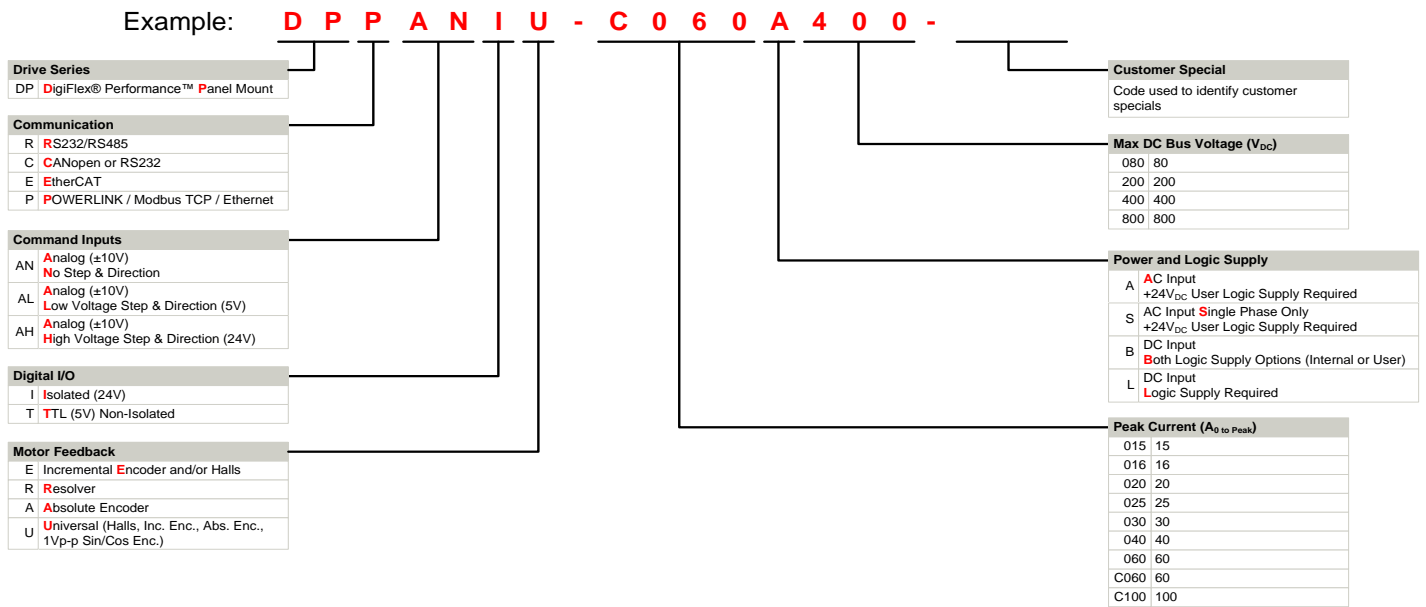 Example: D P P A N I U - C 0 6 0 A 4 0 0 -
Drive Series
DP DigiFlex® Performance™ Panel Mount
Communication
R RS232/RS485
C CANopen or RS232
E EtherCAT
P POWERLINK / Modbus TCP / Ethernet
Command Inputs
AN Analog (±10V)
No Step & Direction
AL Analog (±10V)
Low Voltage Step & Direction (5V)
AH Analog (±10V)
High Voltage Step & Direction (24V)
Digital I/O
I Isolated (24V)
T TTL (5V) Non-Isolated
Motor Feedback
E Incremental Encoder and/or Halls
R Resolver
A Absolute Encoder
U Universal (Halls, Inc. Enc., Abs. Enc.,
1Vp-p Sin/Cos Enc.)
Customer Special
Code used to identify customer
specials
Max DC Bus Voltage (VDC)
080 80
200 200
400 400
800 800
Power and Logic Supply
A AC Input
+24VDC User Logic Supply Required
S AC Input Single Phase Only
+24VDC User Logic Supply Required
B DC Input
Both Logic Supply Options (Internal or User)
L DC Input
Logic Supply Required
Peak Current (A0 to Peak)
015 15
016 16
020 20
025 25
030 30
040 40
060 60
C060 60
C100 100